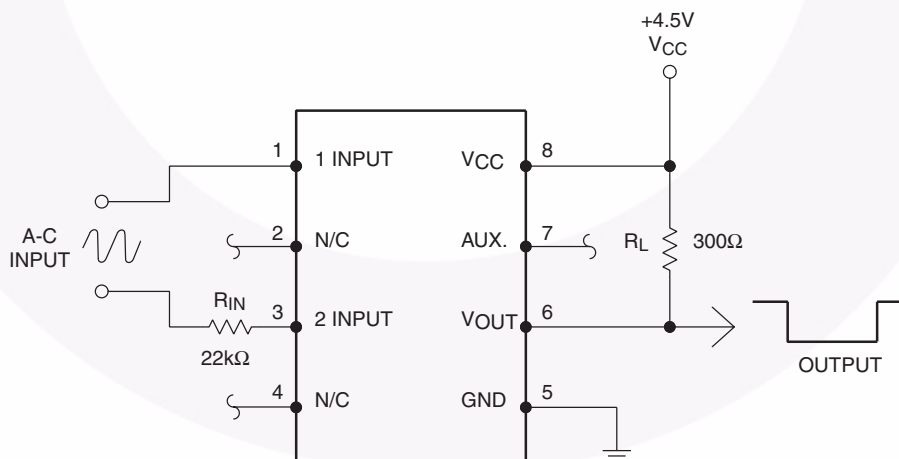 +4.5V
VCC
1
1 INPUT
VCC
8
A-C
INPUT
2
N/C
AUX.
7
RL
300Ω
RIN
22kΩ
3
2 INPUT
VOUT
6
OUTPUT
4
N/C
GND
5